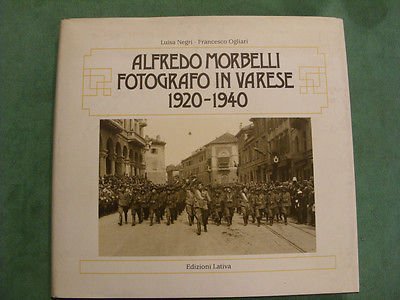 Luisa Negri - Francesco Ogliari
ALFREDO MORBELLI
FOTOGRAFO IN VARESE
1920-1940
Edizioni Lativa